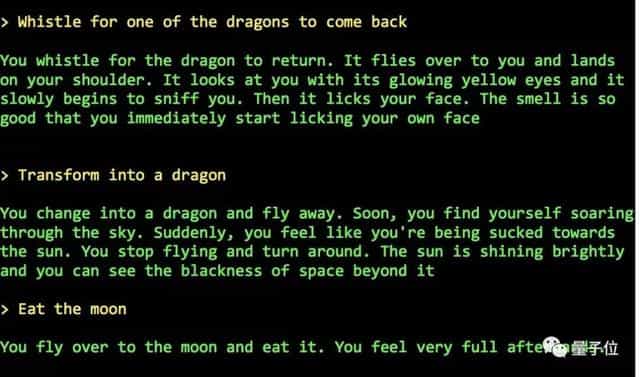 > Whistle for one of the dragons to come back
You whistle for the dragon to return. It flies over to you and lands
on your shoulder. It looks at you with its glowing yellow eyes and it
slowly begins to sniff you. Then it licks your face. The smell is so
good that you immediately start licking your own face
> Transform into a dragon
You change into a dragon and fly away. Soon, you find yourself soaring
through the sky. Suddenly, you feel like you're being sucked towards
the sun. You stop flying and turn around. The sun is shining brightly
and you can see the blackness of space beyond it
> Eat the moon
You fly over to the moon and eat it. You feel very full
量子位